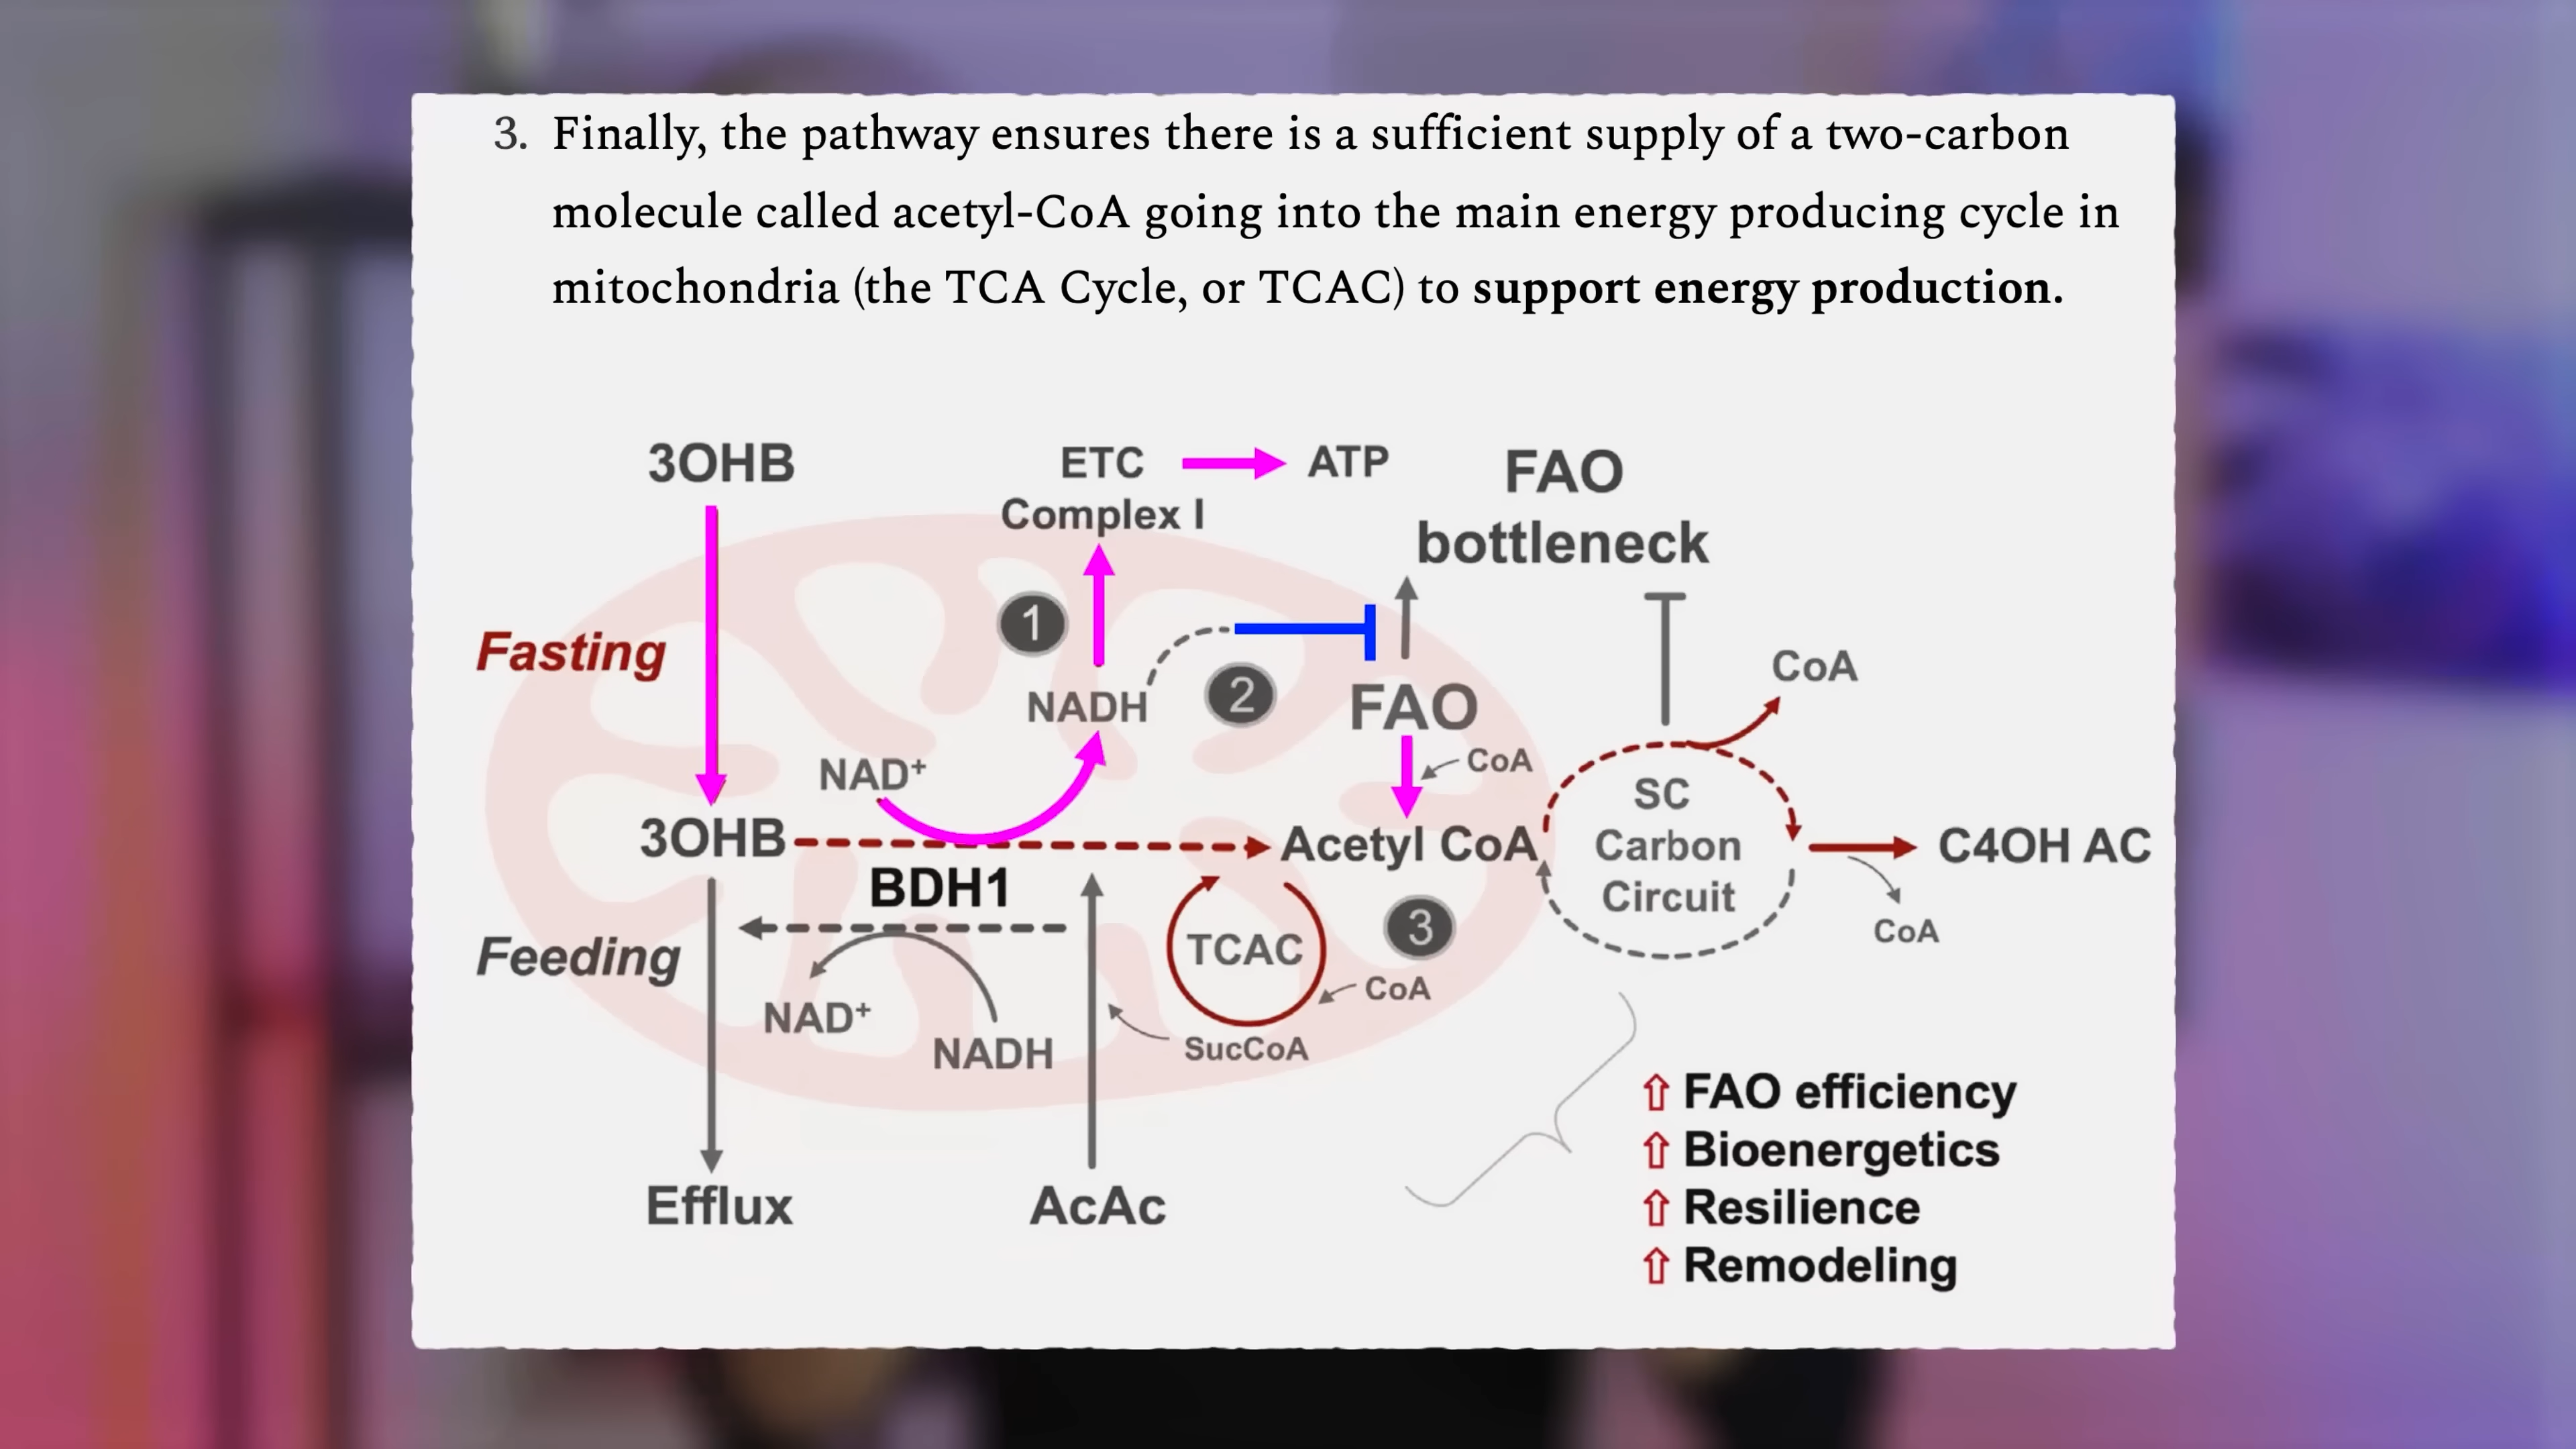 3. Finally, the pathway ensures there is a sufficient supply of a two-carbon
molecule called acetyl-CoA going into the main energy producing cycle in
mitochondria (the TCA Cycle, or TCAC) to support energy production.
3OHB
ETC
ATP
Complex I
FAO
bottleneck
1
Fasting
2
NADH
FAO
CoA
CoA
NAD+
3OHB
Acetyl CoA
SC
Carbon
Circuit
C4OH AC
CoA
BDH1
3
Feeding
TCAC
CoA
NAD+
NADH
SucCoA
Efflux
AcAc
⇧ FAO efficiency
⇧ Bioenergetics
⇧ Resilience
⇧ Remodeling